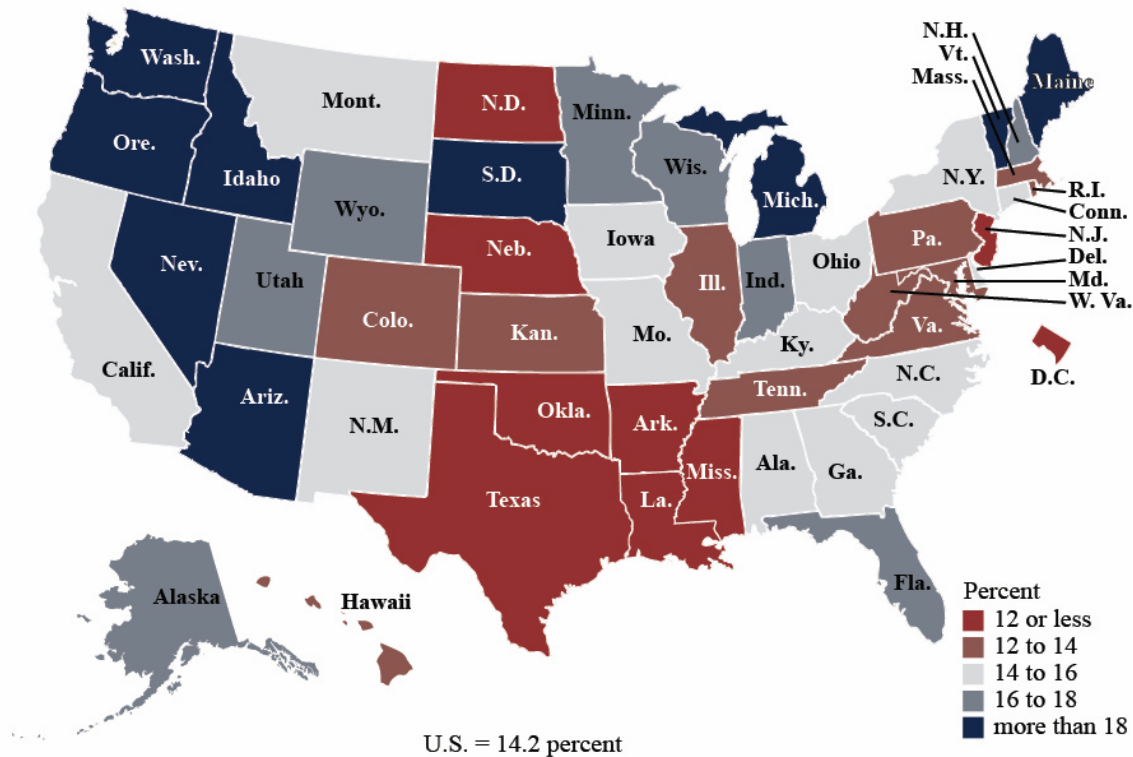 N.H.
Vt.
Mass.
Wash.
Maine
Mont.
N.D.
Minn.
Ore.
Idaho
S.D.
Wis.
Mich.
N.Y.
R.I.
Conn.
N.J.
Del.
Md.
W. Va.
Wyo.
Neb.
Iowa
Pa.
Nev.
Utah
Ill.
Ind.
Ohio
Colo.
Kan.
Mo.
Ky.
Va.
Calif.
D.C.
Ariz.
N.M.
Okla.
Ark.
Tenn.
N.C.
S.C.
Texas
La.
Miss.
Ala.
Ga.
Alaska
Hawaii
Fla.
Percent
12 or less
12 to 14
14 to 16
16 to 18
more than 18
U.S. = 14.2 percent